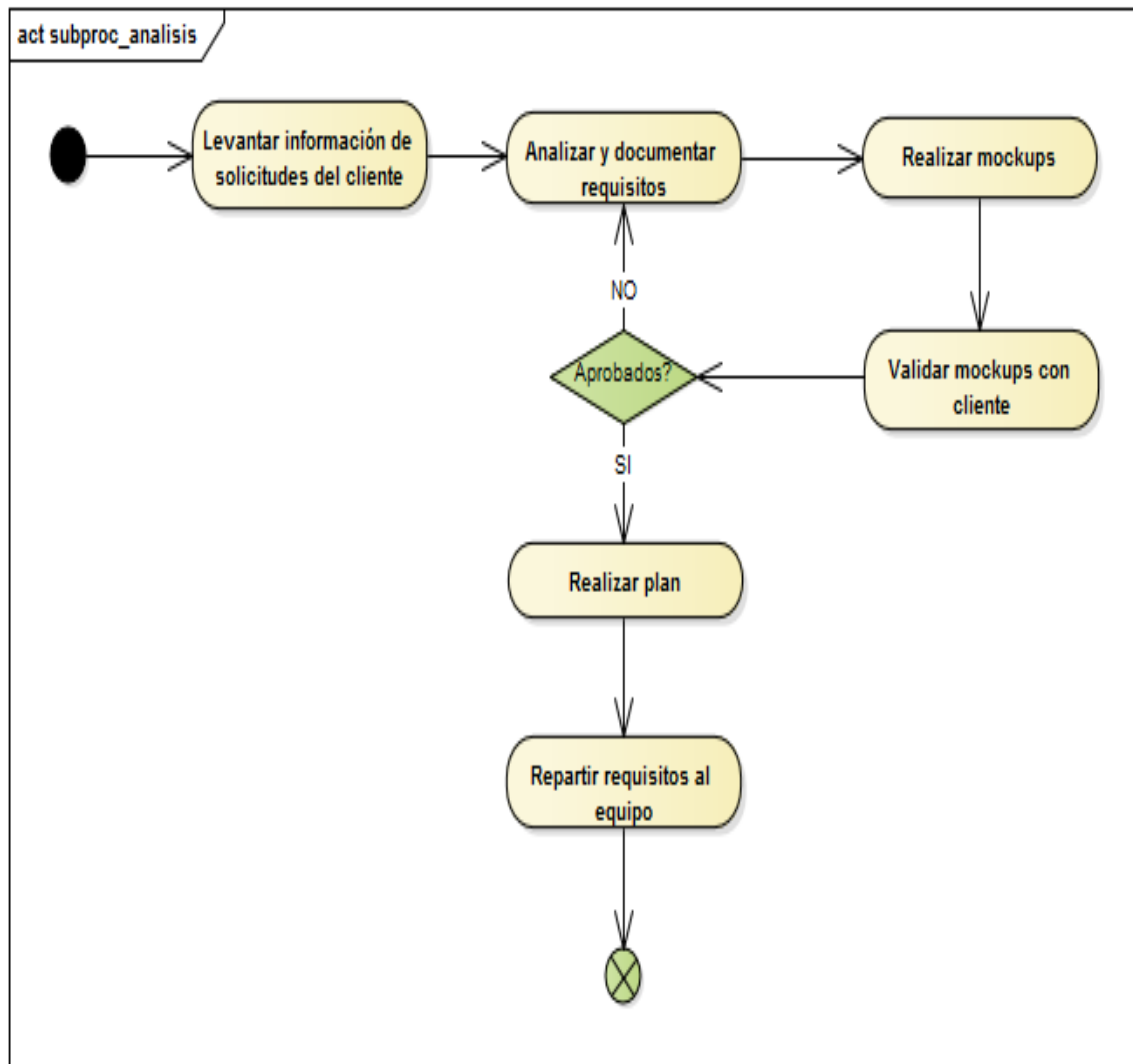 act subproc_analisis
Levantar información de
solicitudes del cliente
Analizar y documentar
requisitos
Realizar mockups
NO
Aprobados?
Validar mockups con
cliente
SI
Realizar plan
Repartir requisitos al
equipo